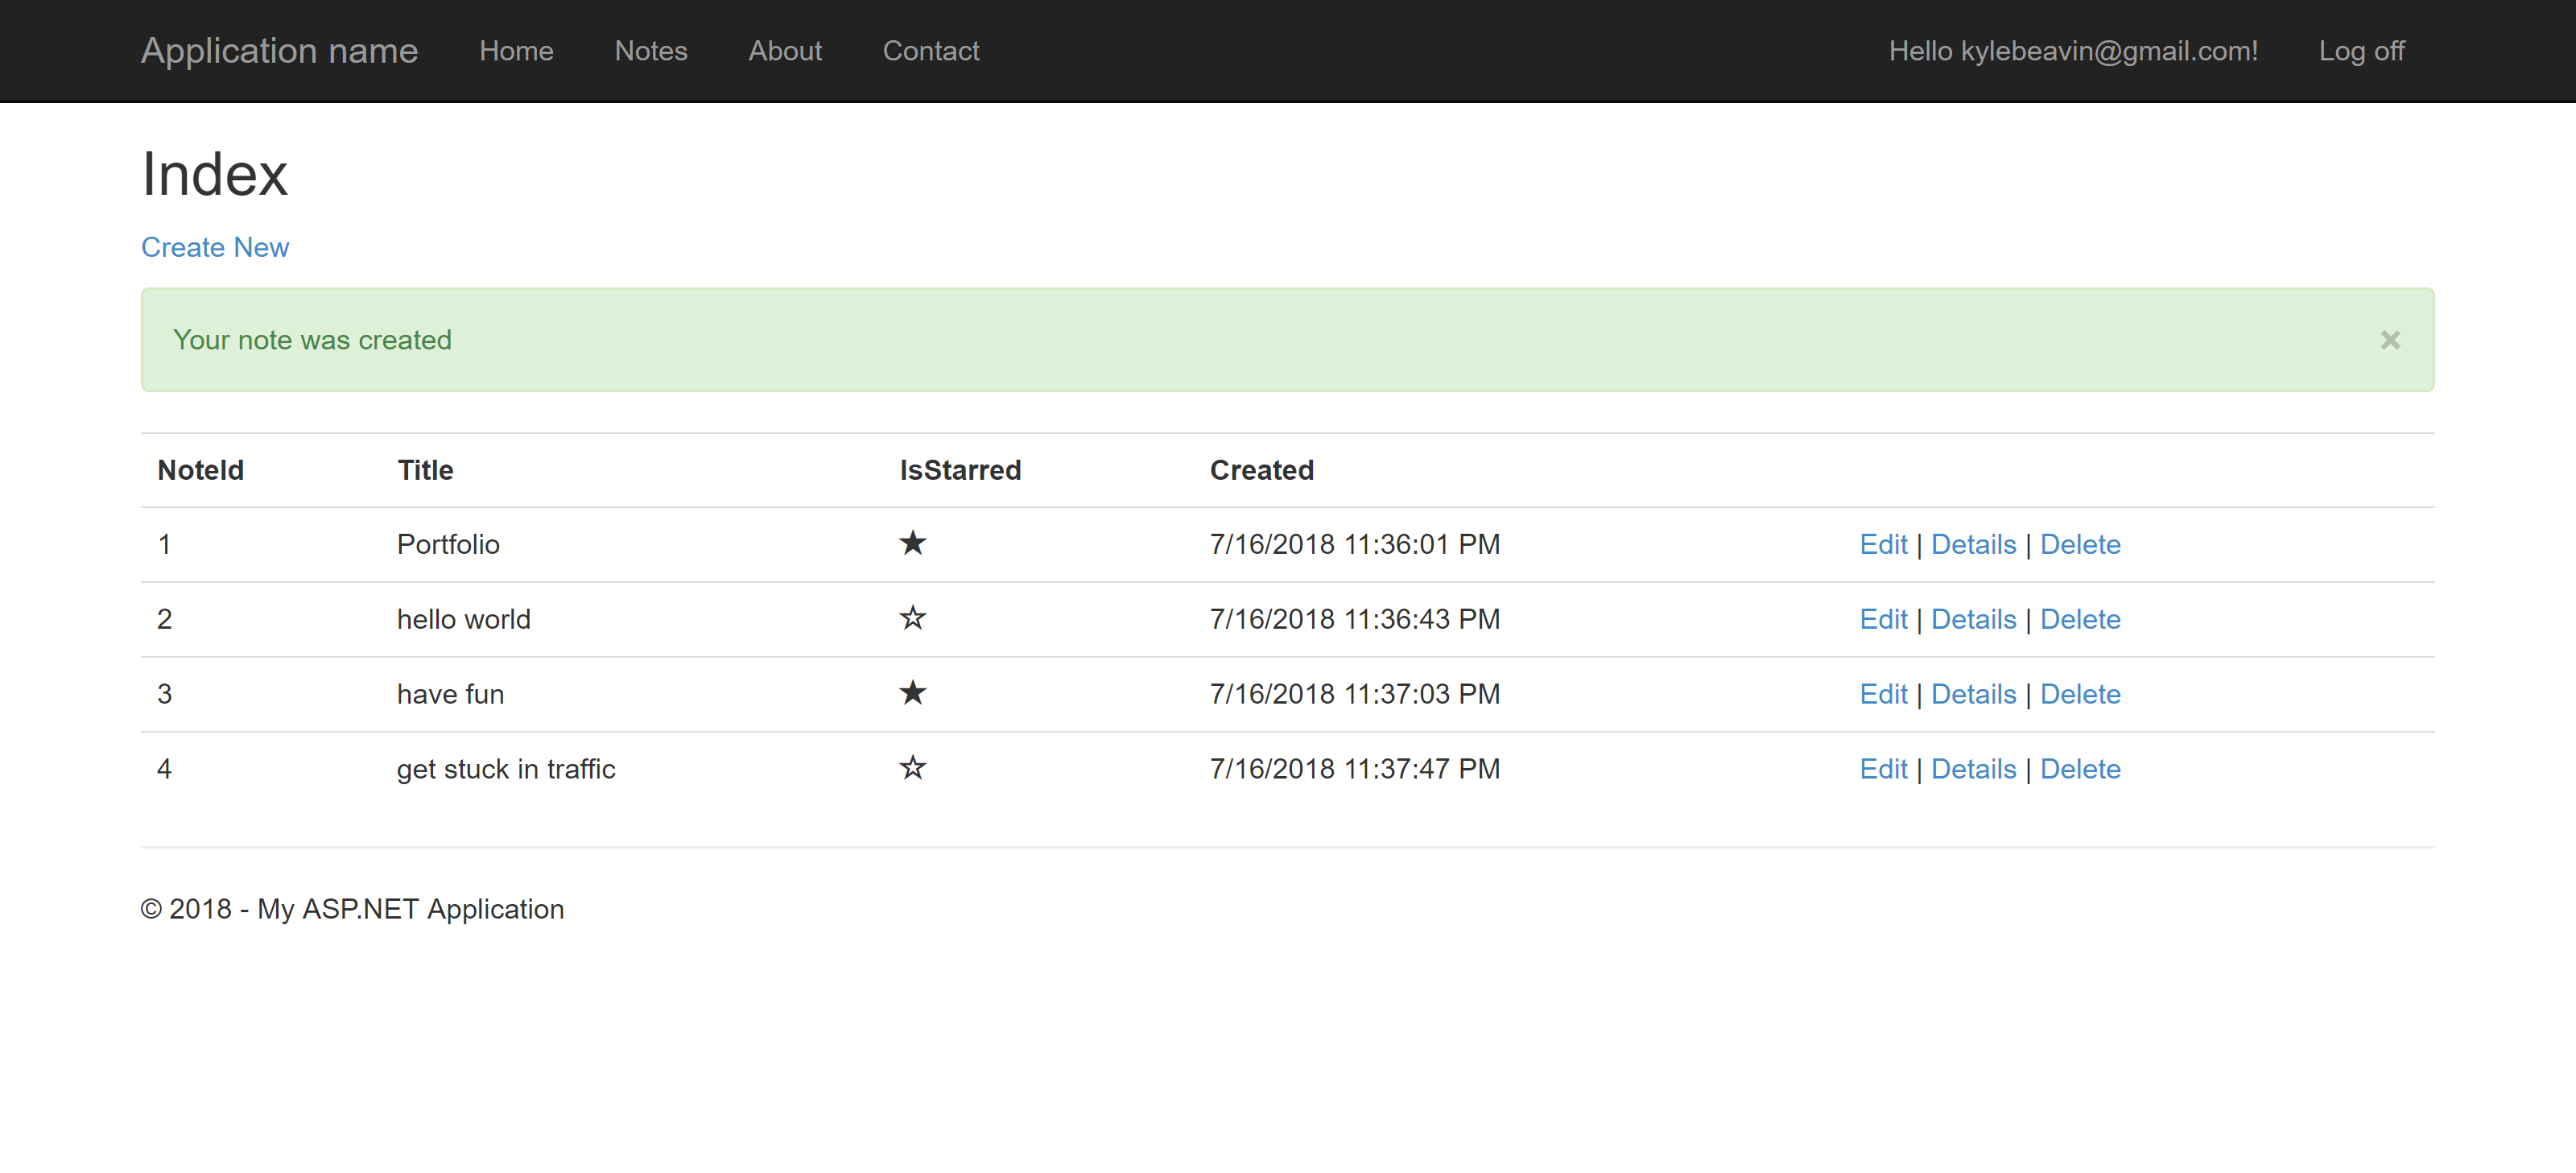 Application name Home Notes About Contact Hello kylebeavin@gmail.com! Log off
Index
Create New
Your note was created ×
NoteId Title IsStarred Created
1 Portfolio ★ 7/16/2018 11:36:01 PM Edit | Details | Delete
2 hello world ☆ 7/16/2018 11:36:43 PM Edit | Details | Delete
3 have fun ★ 7/16/2018 11:37:03 PM Edit | Details | Delete
4 get stuck in traffic ☆ 7/16/2018 11:37:47 PM Edit | Details | Delete
© 2018 - My ASP.NET Application